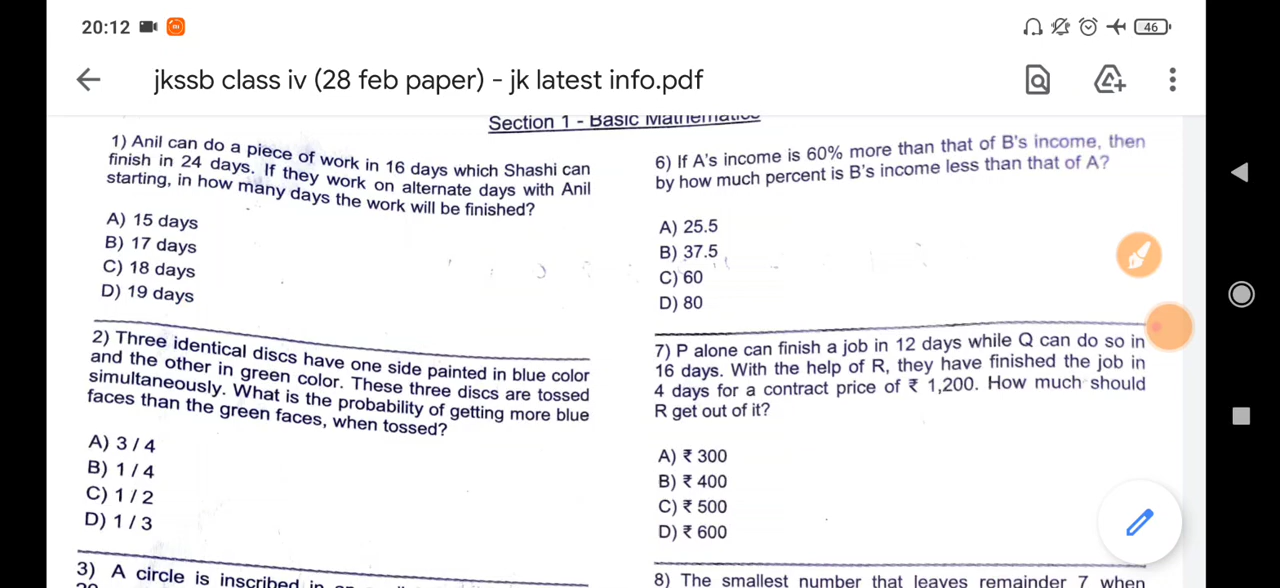 20:12
46
jkssb class iv (28 feb paper) - jk latest info.pdf
Section 1 - Basic Mathematics
1) Anil can do a piece of work in 16 days which Shashi can
finish in 24 days. If they work on alternate days with Anil
starting, in how many days the work will be finished?
A) 15 days
B) 17 days
C) 18 days
D) 19 days
2) Three identical discs have one side painted in blue color
and the other in green color. These three discs are tossed
simultaneously. What is the probability of getting more blue
faces than the green faces, when tossed?
A) 3 / 4
B) 1 / 4
C) 1 / 2
D) 1 / 3
3) A circle is inscribed in
6) If A's income is 60% more than that of B's income, then
by how much percent is B's income less than that of A?
A) 25.5
B) 37.5
C) 60
D) 80
7) P alone can finish a job in 12 days while Q can do so in
16 days. With the help of R, they have finished the job in
4 days for a contract price of ₹ 1,200. How much should
R get out of it?
A) ₹ 300
B) ₹ 400
C) ₹ 500
D) ₹ 600
8) The smallest number that leaves remainder 7 when